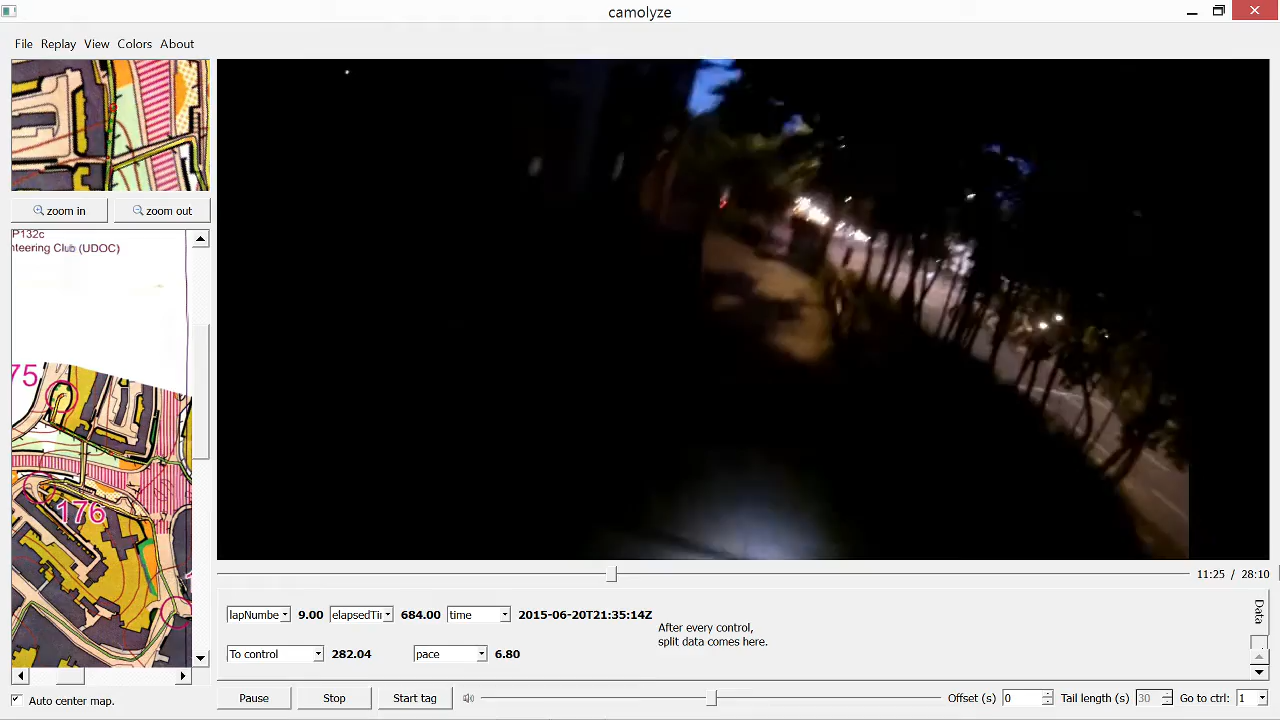 camolyze
File Replay View Colors About
zoom in
zoom out
P132c
nteering Club (UDOC)
75
176
11:25 / 28:10
lapNumbe 9.00 elapsedTi 684.00 time 2015-06-20T21:35:14Z
To control 282.04 pace 6.80
After every control,
split data comes here.
Data
Auto center map.
Pause Stop Start tag Offset (s) 0 Tail length (s) 30 Go to ctrl: 1